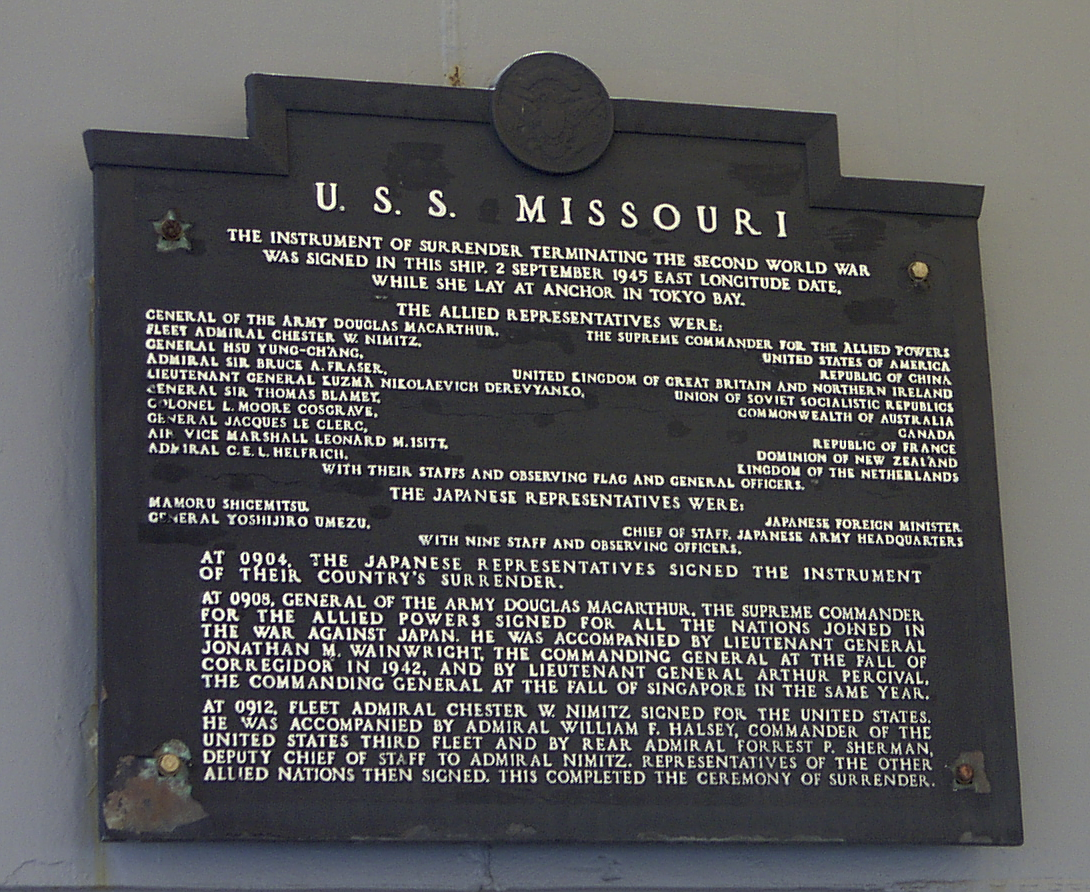 U. S. S. MISSOURI
THE INSTRUMENT OF SURRENDER TERMINATING THE SECOND WORLD WAR
WAS SIGNED IN THIS SHIP, 2 SEPTEMBER 1945 EAST LONGITUDE DATE,
WHILE SHE LAY AT ANCHOR IN TOKYO BAY.
THE ALLIED REPRESENTATIVES WERE:
GENERAL OF THE ARMY DOUGLAS MACARTHUR, THE SUPREME COMMANDER FOR THE ALLIED POWERS
FLEET ADMIRAL CHESTER W. NIMITZ, UNITED STATES OF AMERICA
GENERAL HSU YUNG-CH'ANG, REPUBLIC OF CHINA
ADMIRAL SIR BRUCE A. FRASER, UNITED KINGDOM OF GREAT BRITAIN AND NORTHERN IRELAND
LIEUTENANT GENERAL KUZMA NIKOLAEVICH DEREVYANKO, UNION OF SOVIET SOCIALISTIC REPUBLICS
GENERAL SIR THOMAS BLAMEY, COMMONWEALTH OF AUSTRALIA
COLONEL L. MOORE COSGRAVE, CANADA
GENERAL JACQUES LE CLERC, REPUBLIC OF FRANCE
AIR VICE MARSHALL LEONARD M. ISITT, DOMINION OF NEW ZEALAND
ADMIRAL C. E. L. HELFRICH, KINGDOM OF THE NETHERLANDS
WITH THEIR STAFFS AND OBSERVING FLAG AND GENERAL OFFICERS.
THE JAPANESE REPRESENTATIVES WERE:
MAMORU SHIGEMITSU, JAPANESE FOREIGN MINISTER
GENERAL YOSHIJIRO UMEZU, CHIEF OF STAFF, JAPANESE ARMY HEADQUARTERS
WITH NINE STAFF AND OBSERVING OFFICERS.
AT 0904, THE JAPANESE REPRESENTATIVES SIGNED THE INSTRUMENT
OF THEIR COUNTRY'S SURRENDER.
AT 0908, GENERAL OF THE ARMY DOUGLAS MACARTHUR, THE SUPREME COMMANDER
FOR THE ALLIED POWERS SIGNED FOR ALL THE NATIONS JOINED IN
THE WAR AGAINST JAPAN. HE WAS ACCOMPANIED BY LIEUTENANT GENERAL
JONATHAN M. WAINWRIGHT, THE COMMANDING GENERAL AT THE FALL OF
CORREGIDOR IN 1942, AND BY LIEUTENANT GENERAL ARTHUR PERCIVAL,
THE COMMANDING GENERAL AT THE FALL OF SINGAPORE IN THE SAME YEAR.
AT 0912, FLEET ADMIRAL CHESTER W. NIMITZ SIGNED FOR THE UNITED STATES.
HE WAS ACCOMPANIED BY ADMIRAL WILLIAM F. HALSEY, COMMANDER OF THE
UNITED STATES THIRD FLEET AND BY REAR ADMIRAL FORREST P. SHERMAN,
DEPUTY CHIEF OF STAFF TO ADMIRAL NIMITZ. REPRESENTATIVES OF THE OTHER
ALLIED NATIONS THEN SIGNED. THIS COMPLETED THE CEREMONY OF SURRENDER.